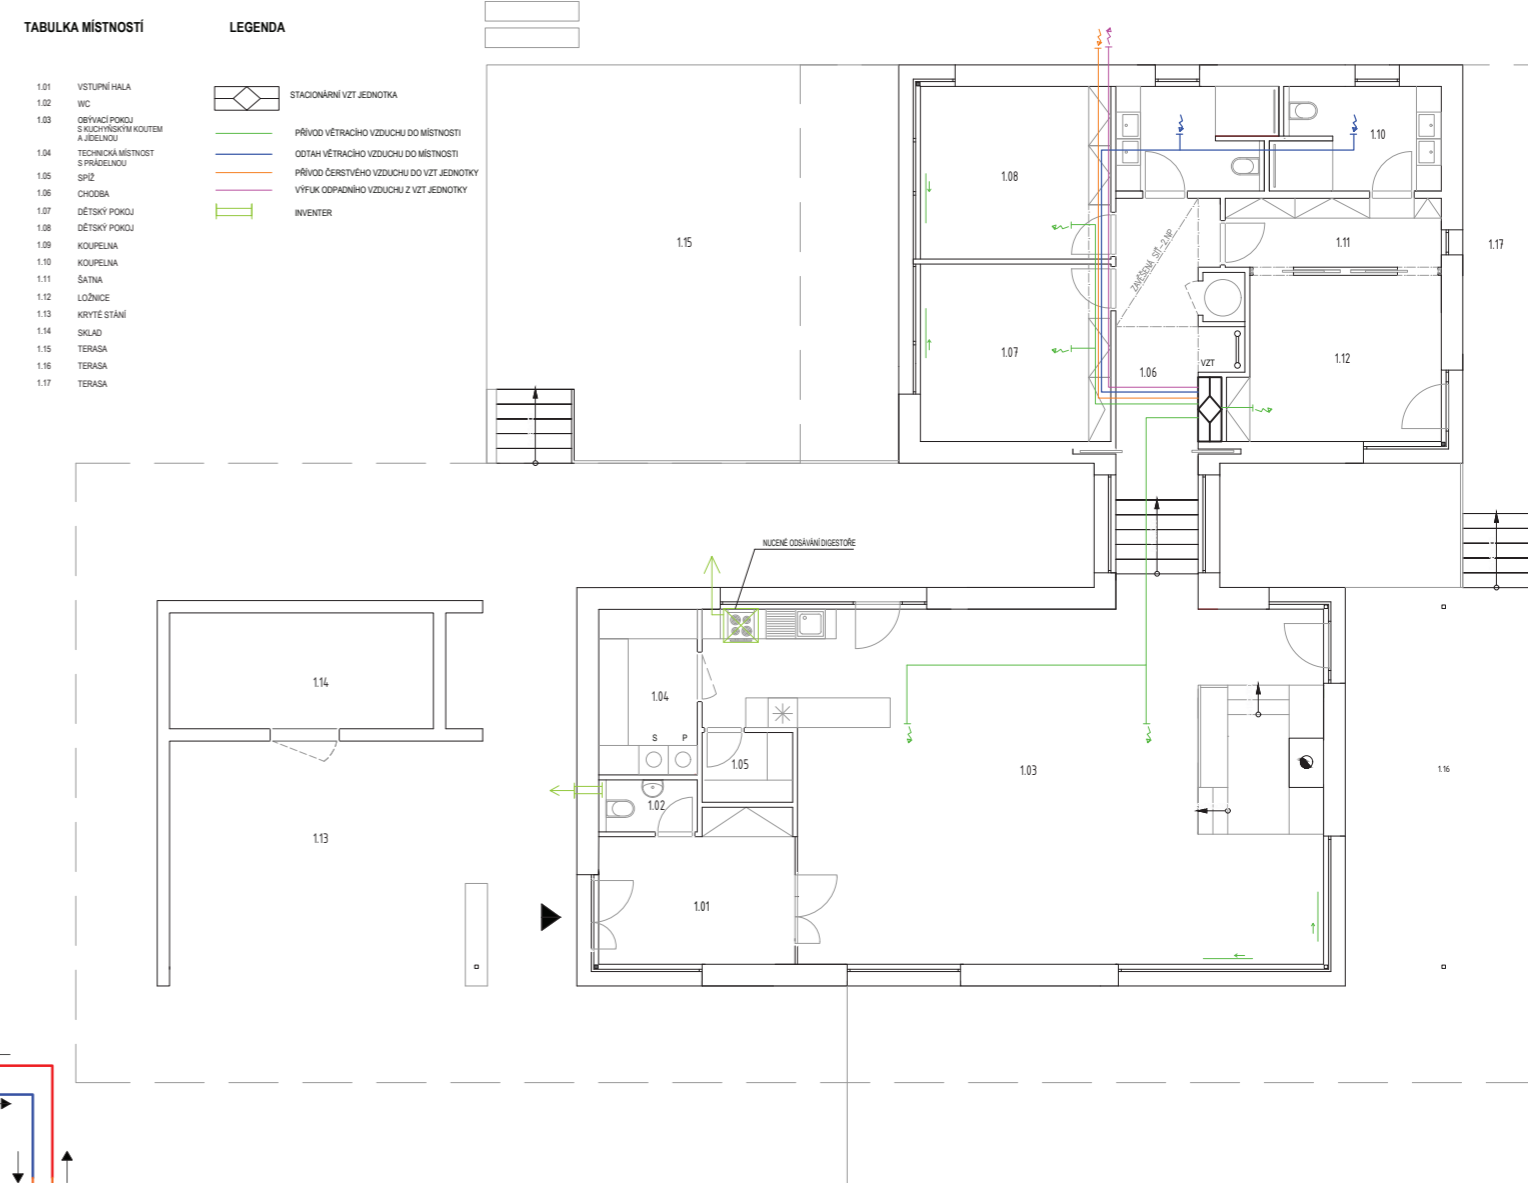 TABULKA MÍSTNOSTÍ
1.01 VSTUPNÍ HALA
1.02 WC
1.03 OBÝVACÍ POKOJ
S KUCHYŇSKÝM KOUTEM
A JÍDELNOU
1.04 TECHNICKÁ MÍSTNOST
S PRÁDELNOU
1.05 SPÍŽ
1.06 CHODBA
1.07 DĚTSKÝ POKOJ
1.08 DĚTSKÝ POKOJ
1.09 KOUPELNA
1.10 KOUPELNA
1.11 ŠATNA
1.12 LOŽNICE
1.13 KRYTÉ STÁNÍ
1.14 SKLAD
1.15 TERASA
1.16 TERASA
1.17 TERASA
LEGENDA
STACIONÁRNÍ VZT JEDNOTKA
PŘÍVOD VĚTRACÍHO VZDUCHU DO MÍSTNOSTI
ODTAH VĚTRACÍHO VZDUCHU DO MÍSTNOSTI
PŘÍVOD ČERSTVÉHO VZDUCHU DO VZT JEDNOTKY
VÝFUK ODPADNÍHO VZDUCHU Z VZT JEDNOTKY
INVENTER
1.10
1.08
1.15
1.11
1.17
ZAVĚŠENÁ SÍŤ-2.NP
1.07
1.12
VZT
1.06
NUCENÉ ODSÁVÁNÍ DIGESTOŘE
1.14
1.04
S P
1.05
1.03
1.16
1.02
1.13
1.01